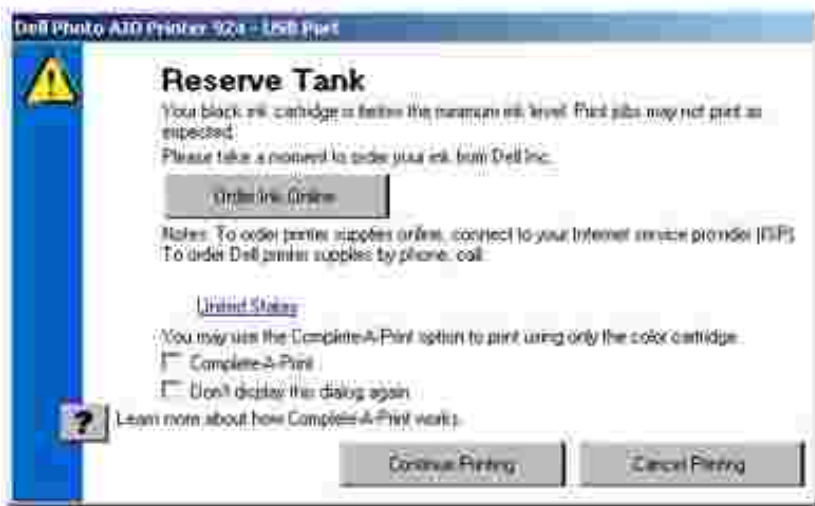 Dell Photo AIO Printer 924 - USB Port
Reserve Tank
Your black ink cartridge is below the minimum ink level. Print jobs may not print as
expected.
Please take a moment to order your ink from Dell Inc.
Order Ink Online
Notes: To order printer supplies online, connect to your Internet service provider (ISP).
To order Dell printer supplies by phone, call:
United States
You may use the Complete-A-Print option to print using only the color cartridge.
Complete-A-Print
Don't display this dialog again
? Learn more about how Complete-A-Print works.
Continue Printing Cancel Printing